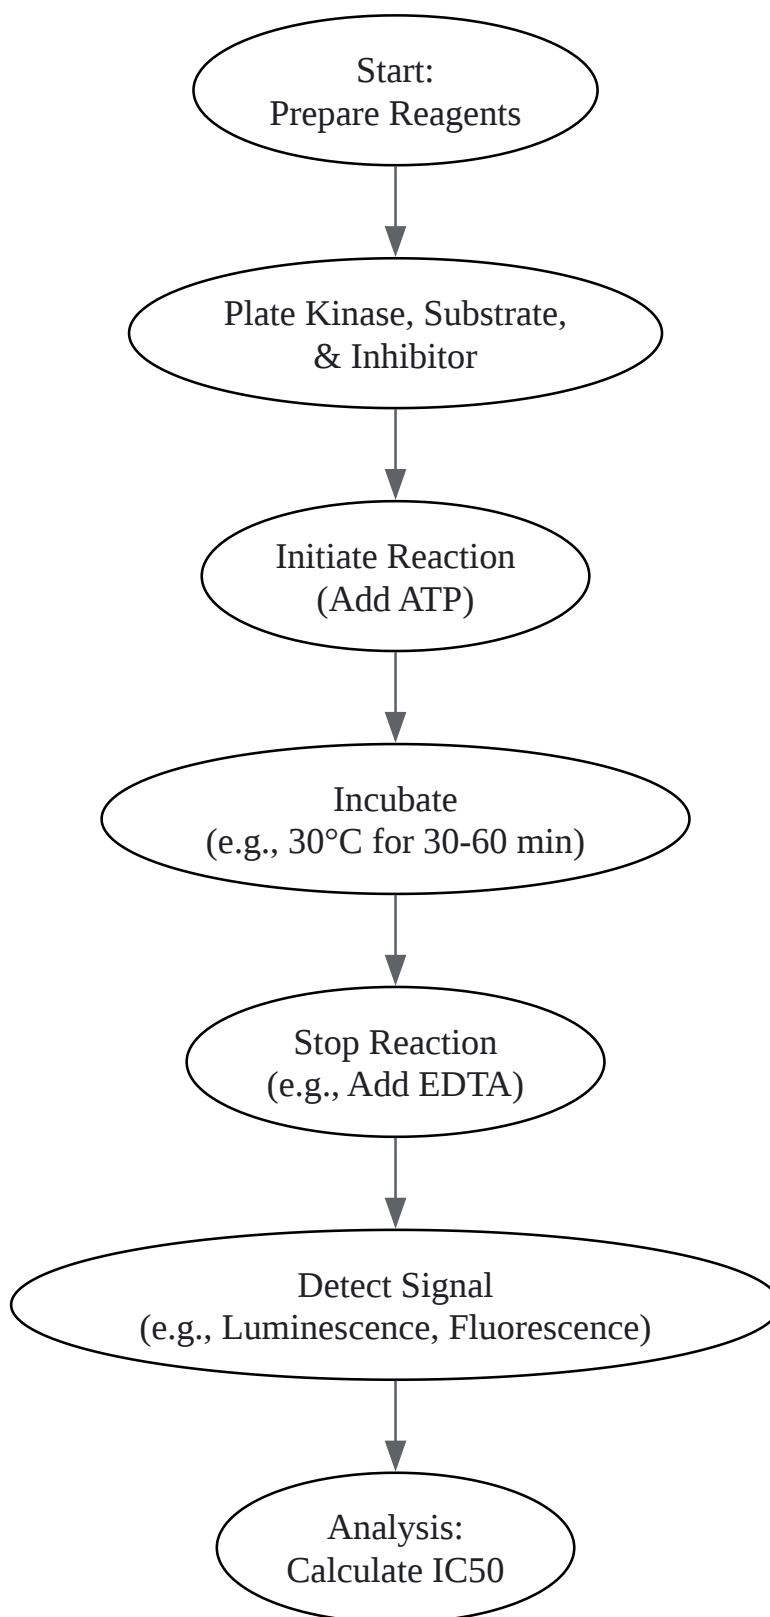 Start:
Prepare Reagents
Plate Kinase, Substrate,
& Inhibitor
Initiate Reaction
(Add ATP)
Incubate
(e.g., 30°C for 30-60 min)
Stop Reaction
(e.g., Add EDTA)
Detect Signal
(e.g., Luminescence, Fluorescence)
Analysis:
Calculate IC50